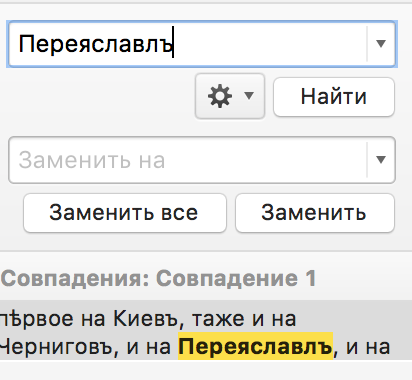 Переяславлъ
Найти
Заменить на
Заменить все
Заменить
Совпадения: Совпадение 1
пѣрвое на Киевъ, таже и на
Черниговъ, и на Переяславлъ, и на